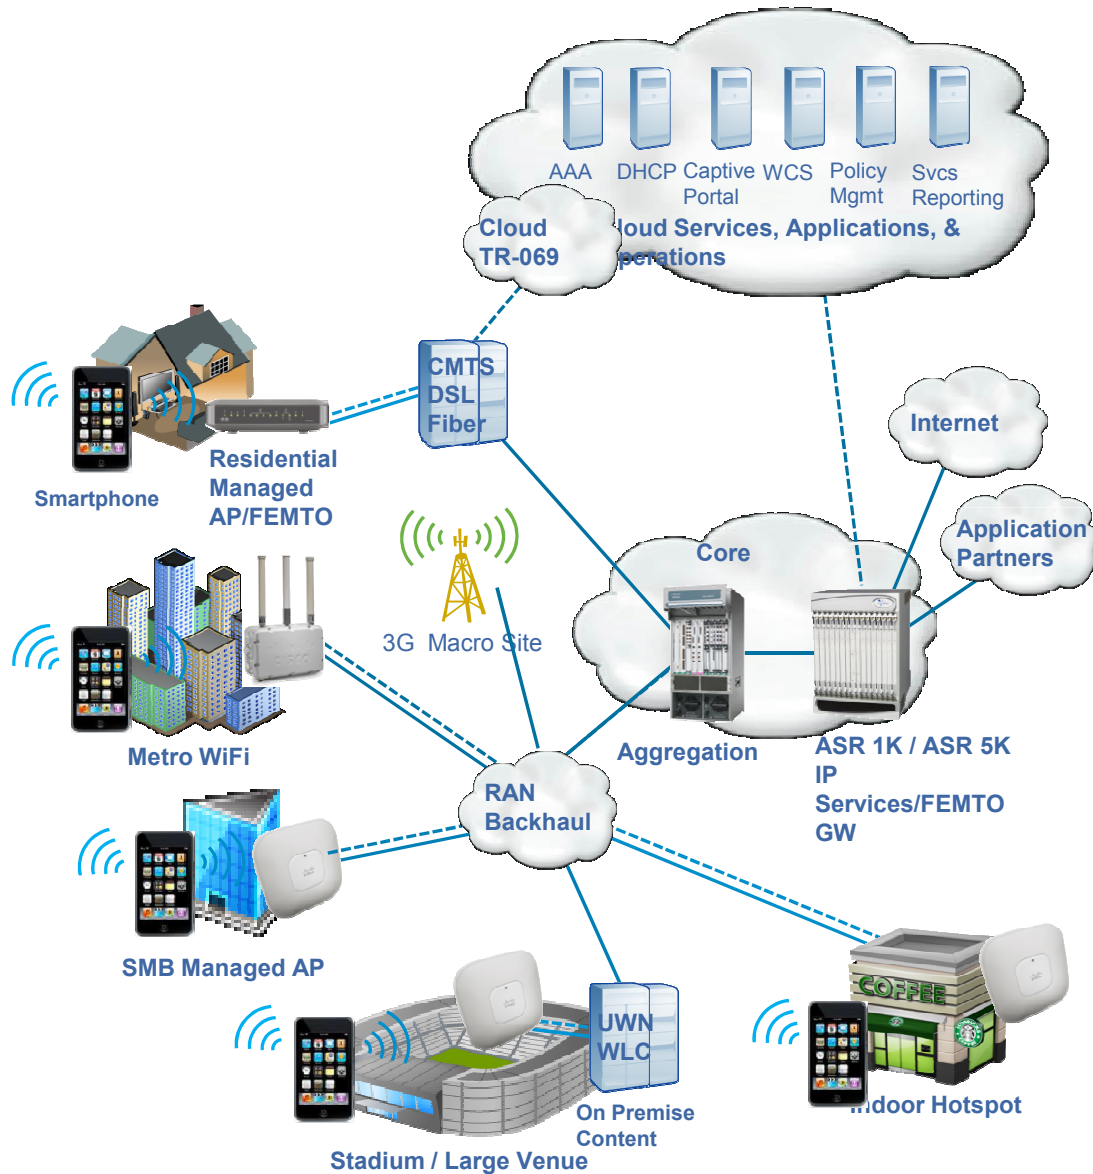 AAA
DHCP
Captive
Portal
WCS
Policy
Mgmt
Svcs
Reporting
Cloud
TR-069
loud Services, Applications, &
perations
CMTS
DSL
Fiber
Internet
Residential
Managed
AP/FEMTO
Smartphone
Application
Partners
Core
3G Macro Site
Metro WiFi
Aggregation
ASR 1K / ASR 5K
IP
Services/FEMTO
GW
RAN
Backhaul
SMB Managed AP
COFFEE
UWN
WLC
On Premise
Content
Indoor Hotspot
Stadium / Large Venue